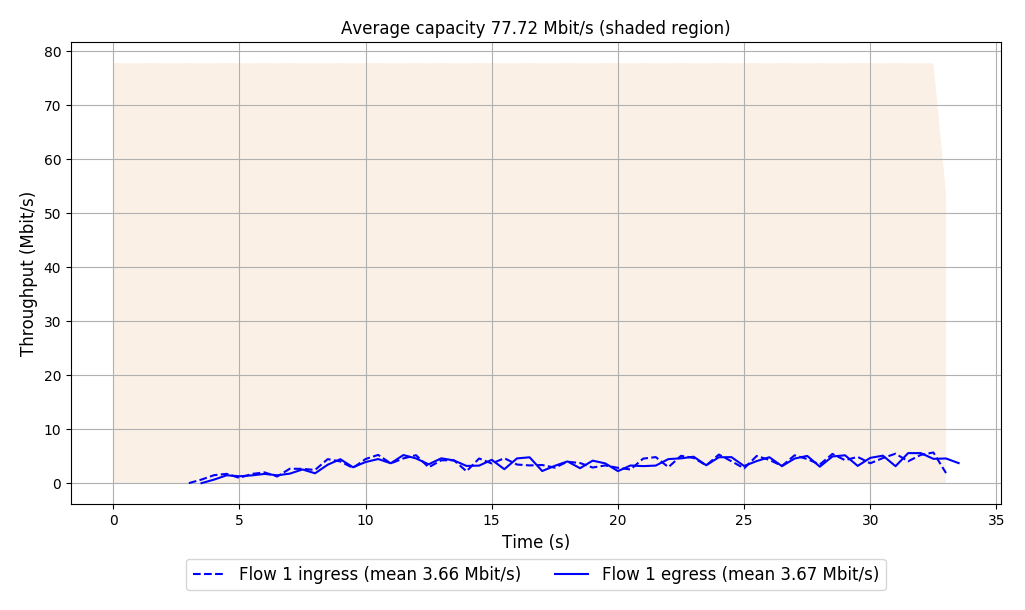 Average capacity 77.72 Mbit/s (shaded region)
Throughput (Mbit/s)
80
70
60
50
40
30
20
10
0
0 5 10 15 20 25 30 35
Time (s)
Flow 1 ingress (mean 3.66 Mbit/s) Flow 1 egress (mean 3.67 Mbit/s)